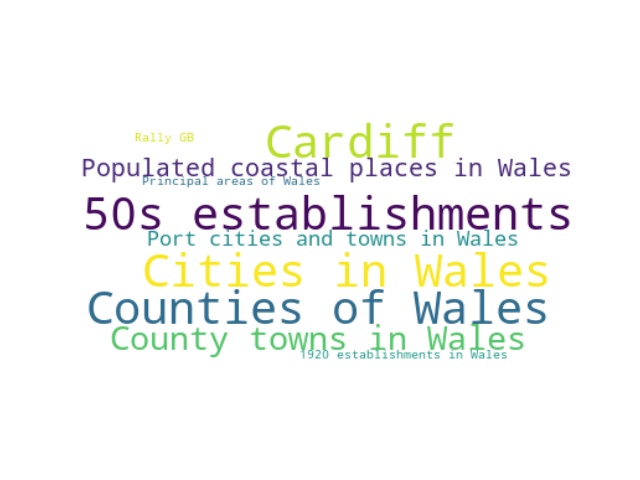 Rally GB
Cardiff
Populated coastal places in Wales
Principal areas of Wales
50s establishments
Port cities and towns in Wales
Cities in Wales
Counties of Wales
County towns in Wales
1920 establishments in Wales